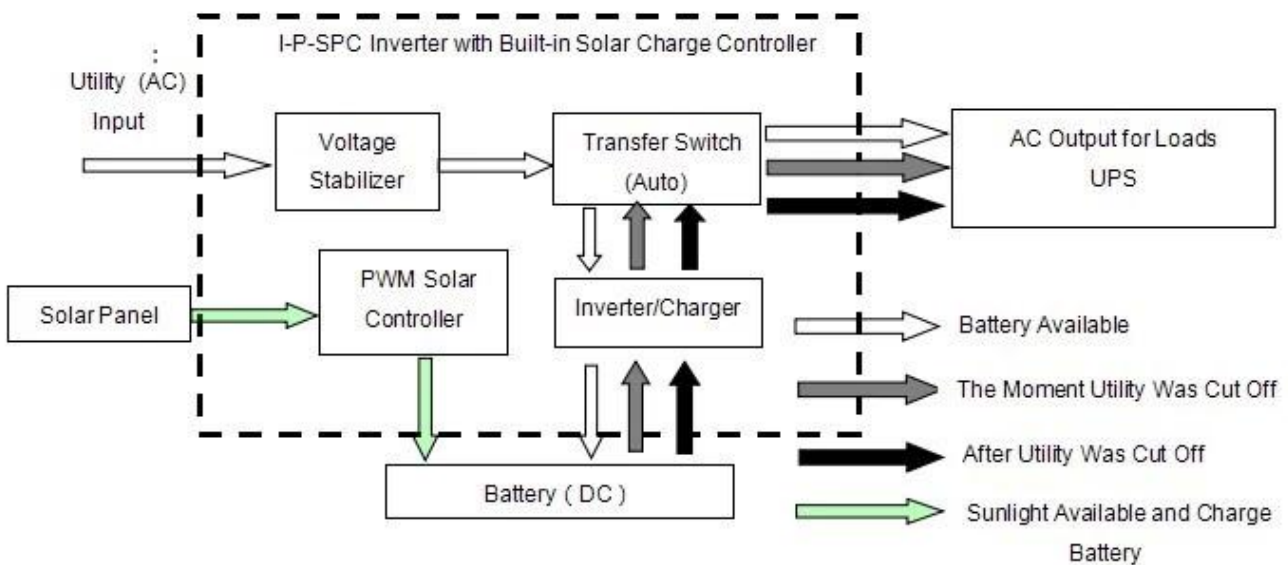 I-P-SPC Inverter with Built-in Solar Charge Controller
:
Utility (AC)
Input
Voltage
Stabilizer
Transfer Switch
(Auto)
AC Output for Loads
UPS
Solar Panel
PWM Solar
Controller
Inverter/Charger
Battery ( DC )
Battery Available
The Moment Utility Was Cut Off
After Utility Was Cut Off
Sunlight Available and Charge
Battery